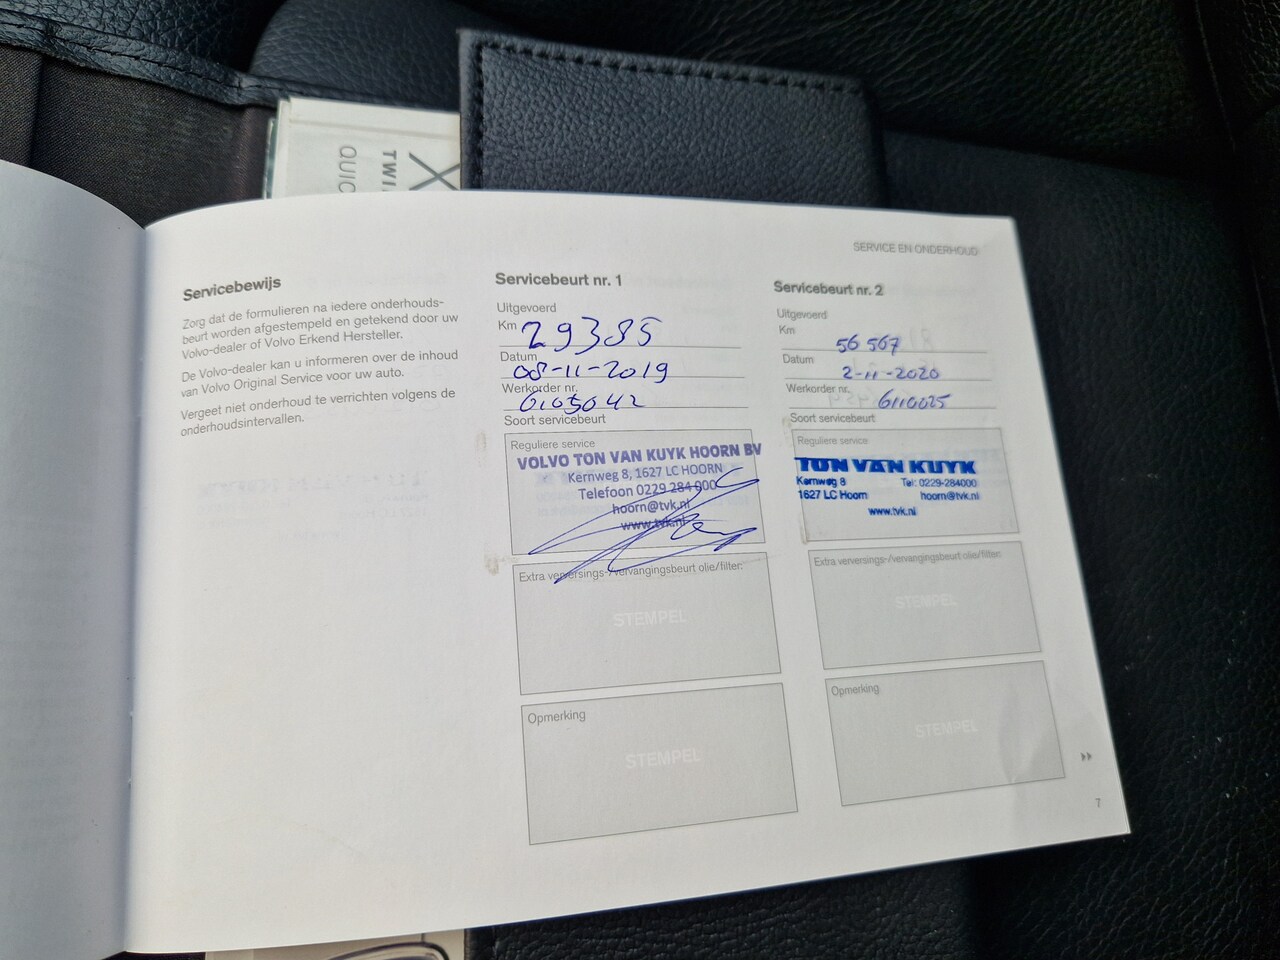 X
TWI
QUIC
SERVICE EN ONDERHOUD
Servicebewijs
Zorg dat de formulieren na iedere onderhouds-
beurt worden afgestempeld en getekend door uw
Volvo-dealer of Volvo Erkend Hersteller.
De Volvo-dealer kan u informeren over de inhoud
van Volvo Original Service voor uw auto.
Vergeet niet onderhoud te verrichten volgens de
onderhoudsintervallen.
Servicebeurt nr. 1
Uitgevoerd
Km 29385
Datum
08-11-2019
Werkorder nr.
6105042
Soort servicebeurt
Reguliere service
VOLVO TON VAN KUYK HOORN BV
Kernweg 8, 1627 LC HOORN
Telefoon 0229 284 000
hoorn@tvk.nl
www.tvk.nl
Extra verversings-/vervangingsbeurt olie/filter:
STEMPEL
Opmerking
STEMPEL
Servicebeurt nr. 2
Uitgevoerd
Km
56 567
Datum
2-11-2020
Werkorder nr.
6110025
Soort servicebeurt
Reguliere service
TON VAN KUYK
Kernweg 8 Tel: 0229-284000
1627 LC Hoorn hoorn@tvk.nl
www.tvk.nl
Extra verversings-/vervangingsbeurt olie/filter:
STEMPEL
Opmerking
STEMPEL
7